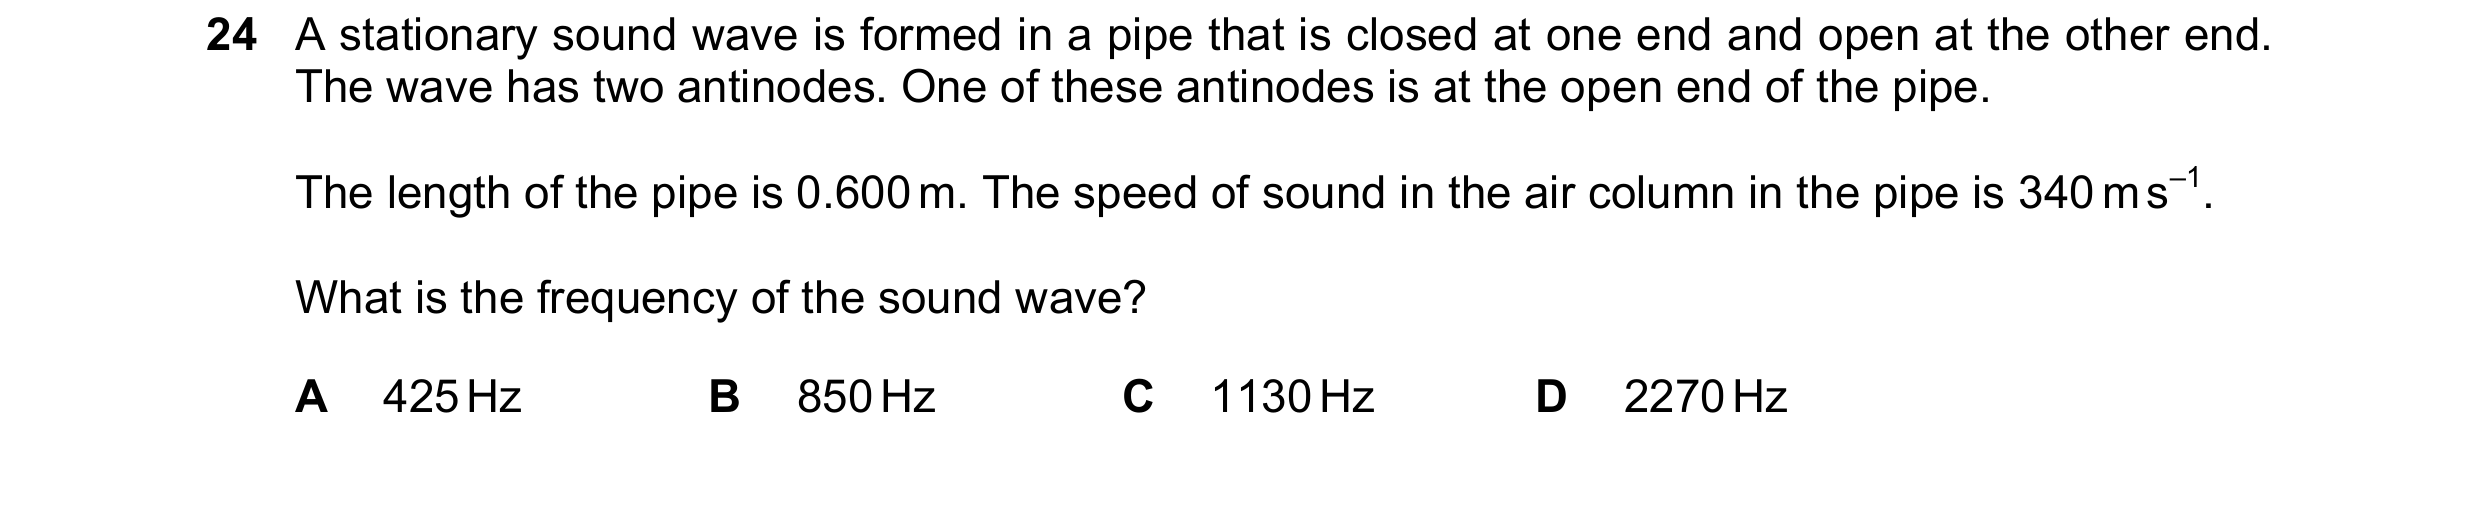 24 A stationary sound wave is formed in a pipe that is closed at one end and open at the other end.
The wave has two antinodes. One of these antinodes is at the open end of the pipe.
The length of the pipe is 0.600 m. The speed of sound in the air column in the pipe is 340 m s⁻¹.
What is the frequency of the sound wave?
A 425 Hz B 850 Hz C 1130 Hz D 2270 Hz